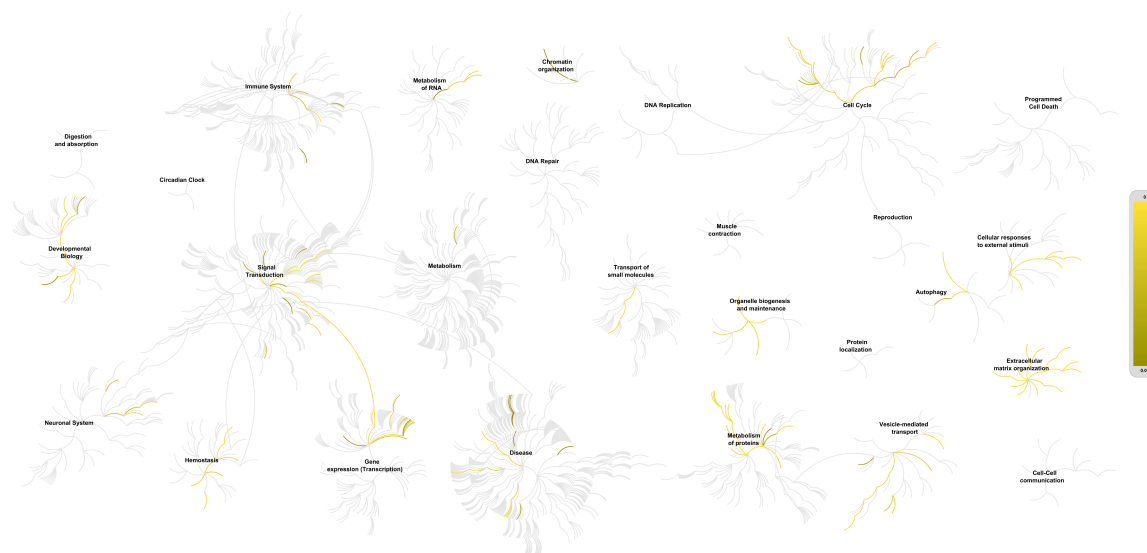 Chromatin
organization
Immune System
Metabolism
of RNA
DNA Replication
Cell Cycle
Programmed
Cell Death
Digestion
and absorption
DNA Repair
Circadian Clock
Reproduction
Muscle
contraction
Cellular responses
to external stimuli
Developmental
Biology
Signal
Transduction
Metabolism
Transport of
small molecules
Autophagy
Organelle biogenesis
and maintenance
Protein
localization
Extracellular
matrix organization
Neuronal System
Vesicle-mediated
transport
Metabolism
of proteins
Hemostasis
Gene
expression (Transcription)
Disease
Cell-Cell
communication